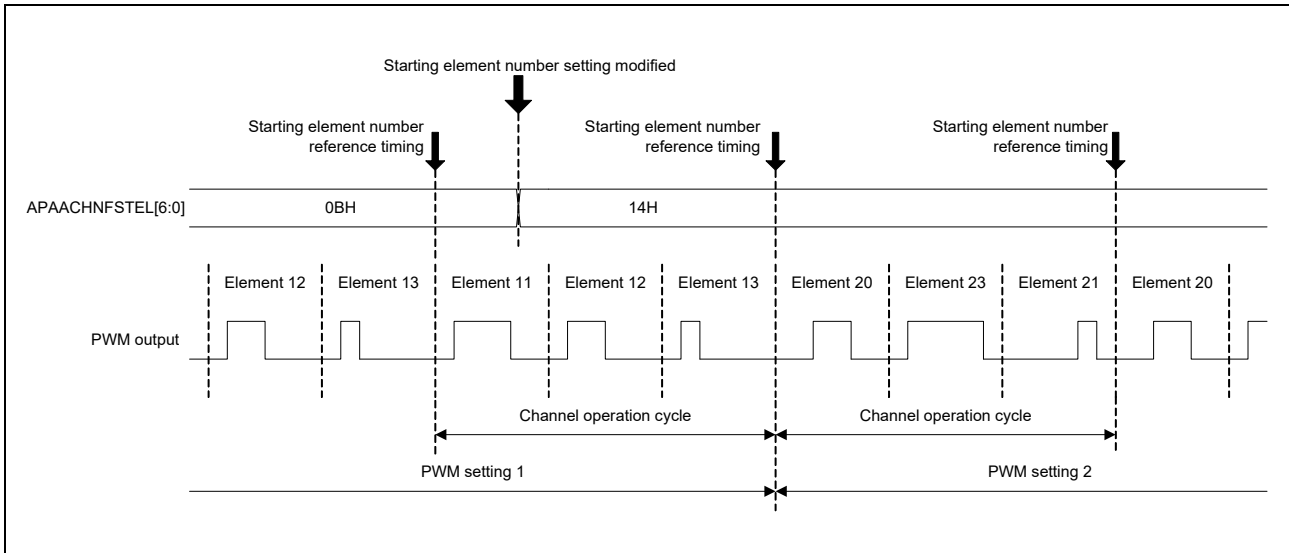 Starting element number setting modified
Starting element number
reference timing
Starting element number
reference timing
Starting element number
reference timing
APAACHNFSTEL[6:0]
0BH
14H
Element 12
Element 13
Element 11
Element 12
Element 13
Element 20
Element 23
Element 21
Element 20
PWM output
Channel operation cycle
Channel operation cycle
PWM setting 1
PWM setting 2